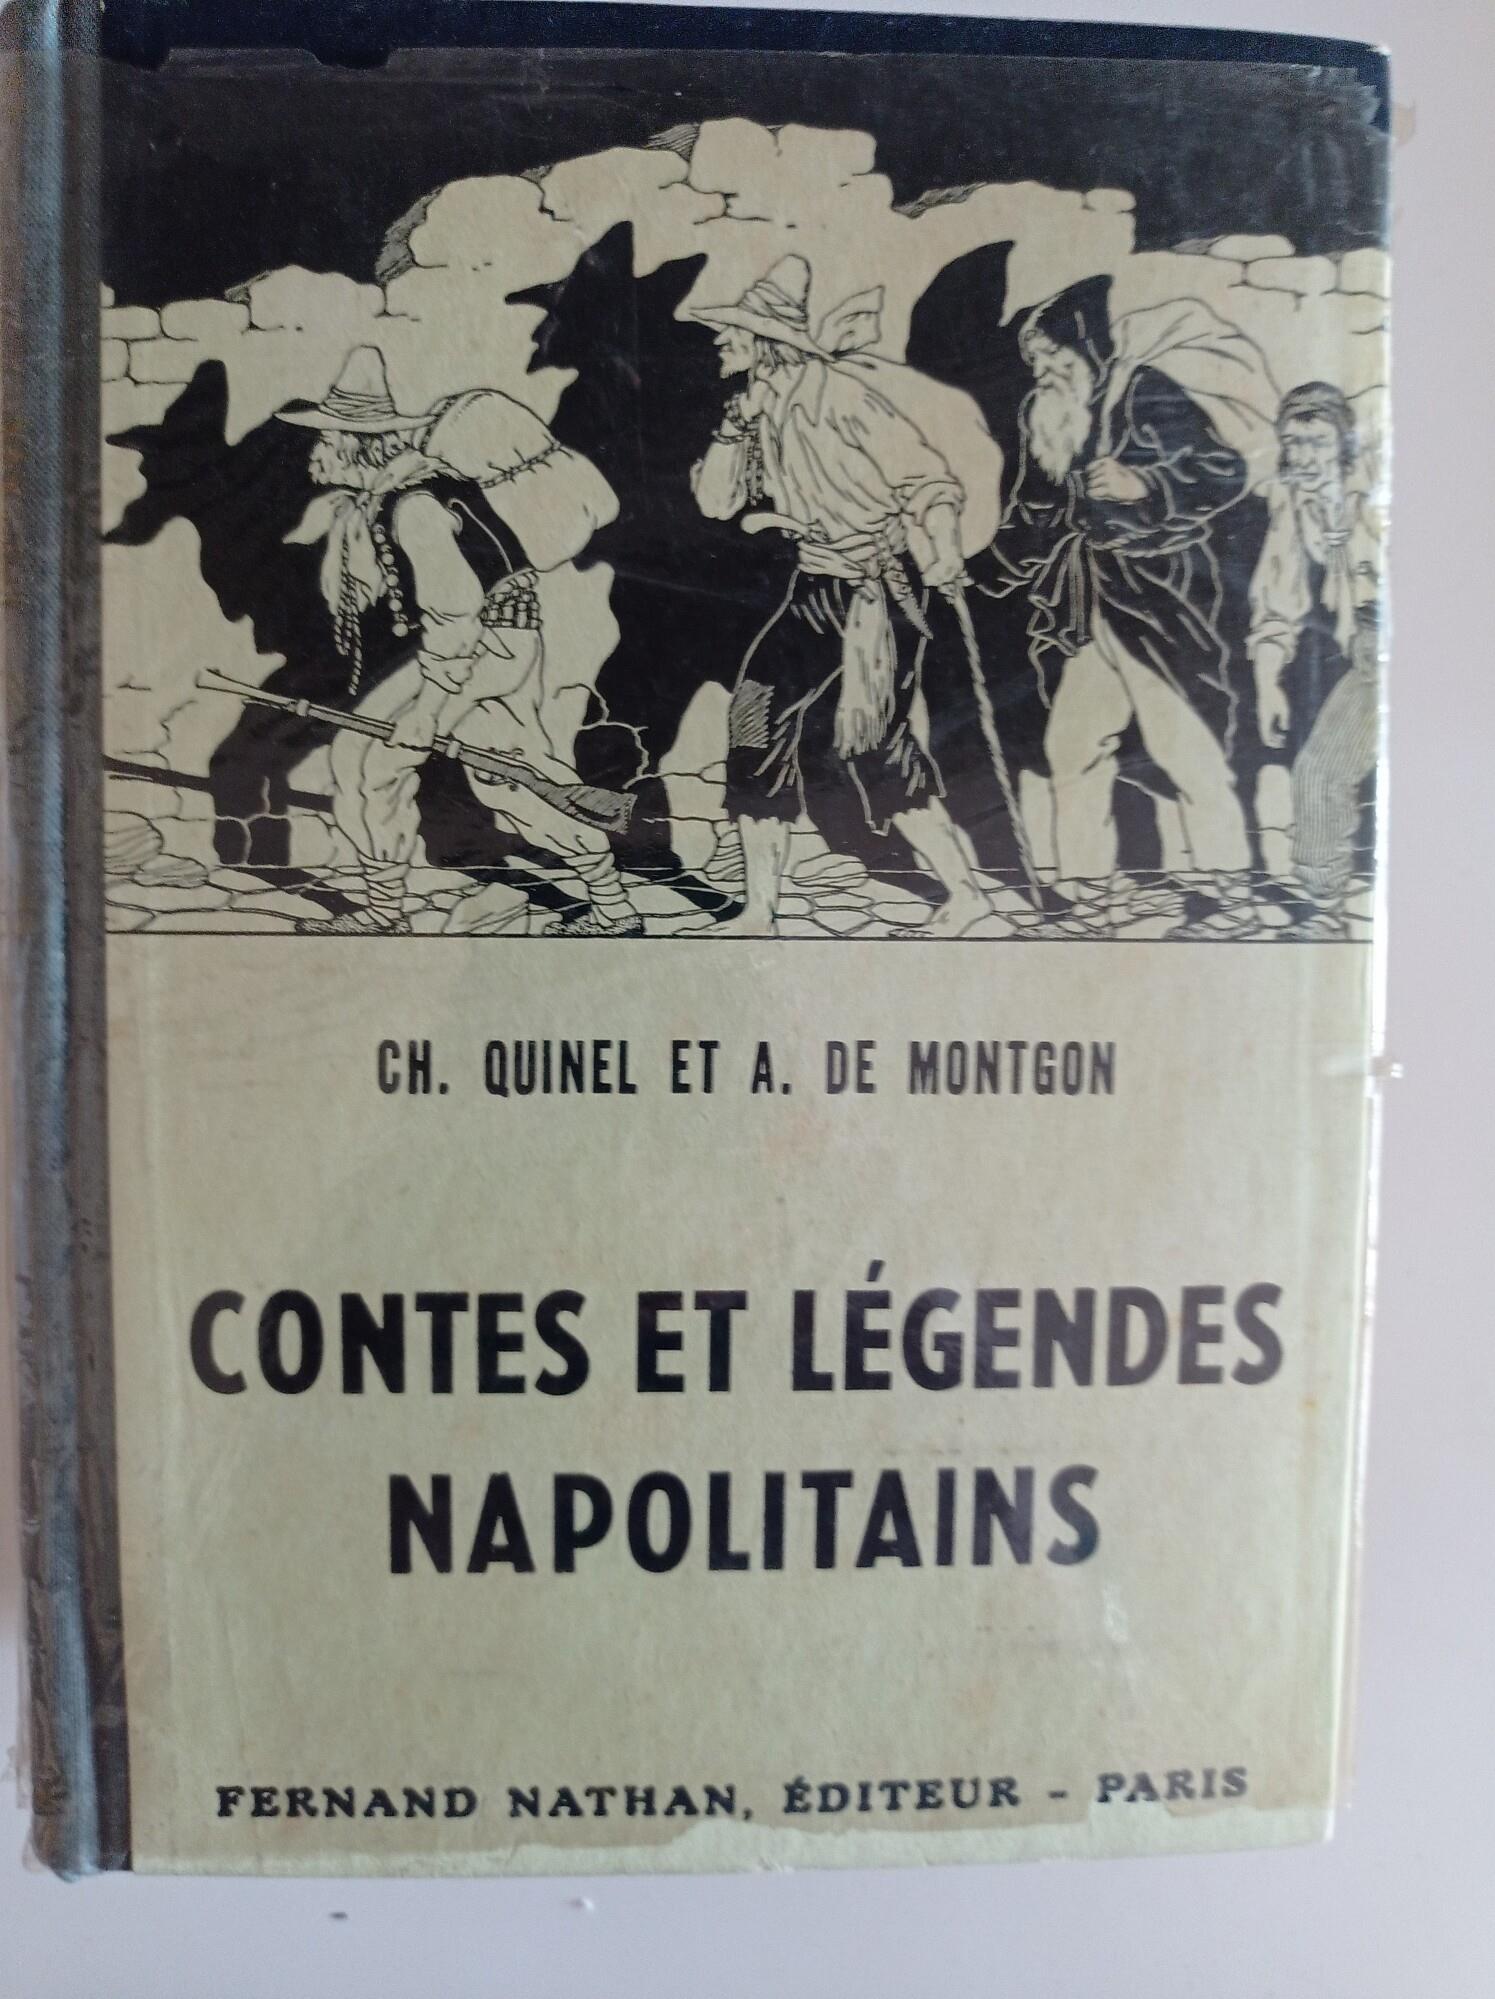 CH. QUINEL ET A. DE MONTGON
CONTES ET LÉGENDES
NAPOLITAINS
FERNAND NATHAN, ÉDITEUR - PARIS